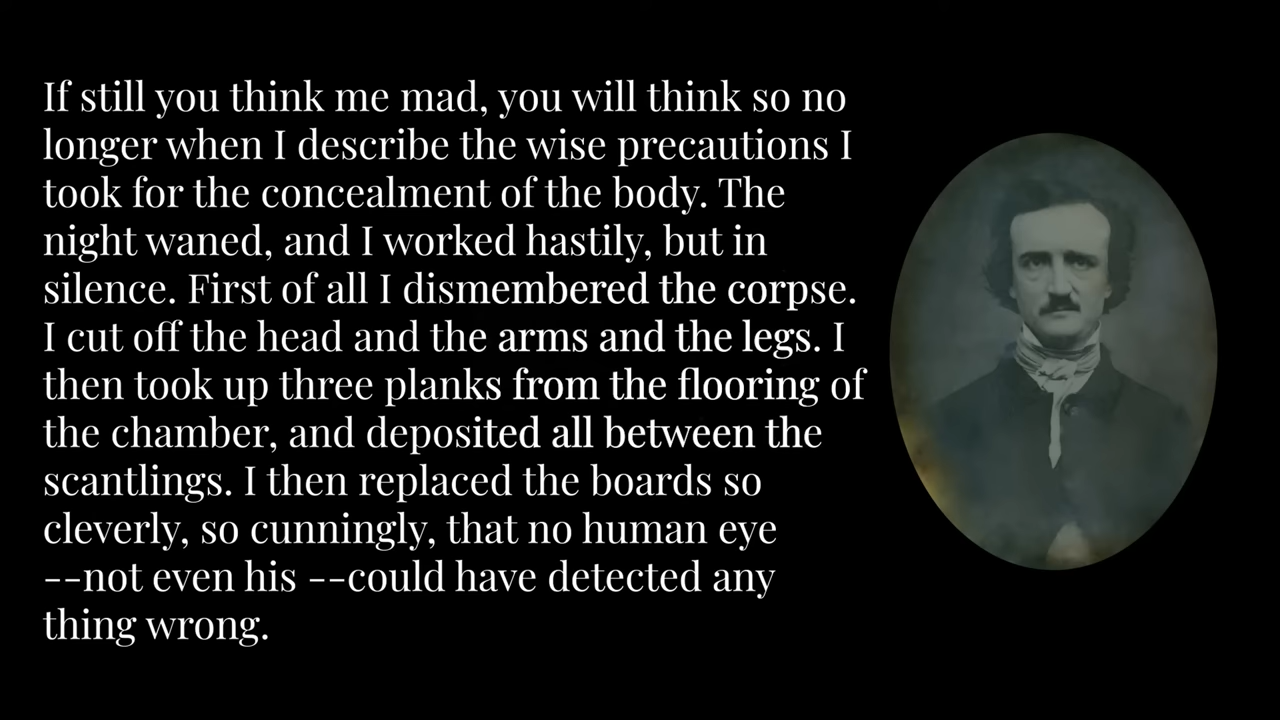 If still you think me mad, you will think so no
longer when I describe the wise precautions I
took for the concealment of the body. The
night waned, and I worked hastily, but in
silence. First of all I dismembered the corpse.
I cut off the head and the arms and the legs. I
then took up three planks from the flooring of
the chamber, and deposited all between the
scantlings. I then replaced the boards so
cleverly, so cunningly, that no human eye
--not even his --could have detected any
thing wrong.